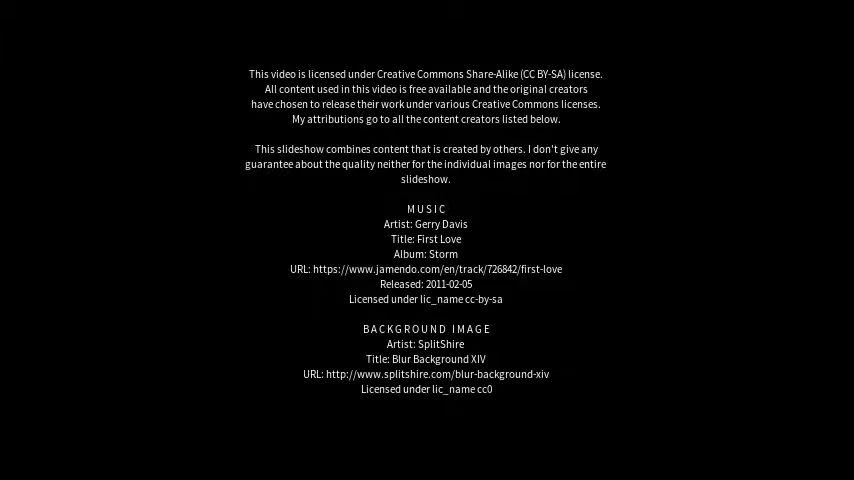 This video is licensed under Creative Commons Share-Alike (CC BY-SA) license.
All content used in this video is free available and the original creators
have chosen to release their work under various Creative Commons licenses.
My attributions go to all the content creators listed below.
This slideshow combines content that is created by others. I don't give any
guarantee about the quality neither for the individual images nor for the entire
slideshow.
MUSIC
Artist: Gerry Davis
Title: First Love
Album: Storm
URL: https://www.jamendo.com/en/track/726842/first-love
Released: 2011-02-05
Licensed under lic_name cc-by-sa
BACKGROUND IMAGE
Artist: SplitShire
Title: Blur Background XIV
URL: http://www.splitshire.com/blur-background-xiv
Licensed under lic_name cc0